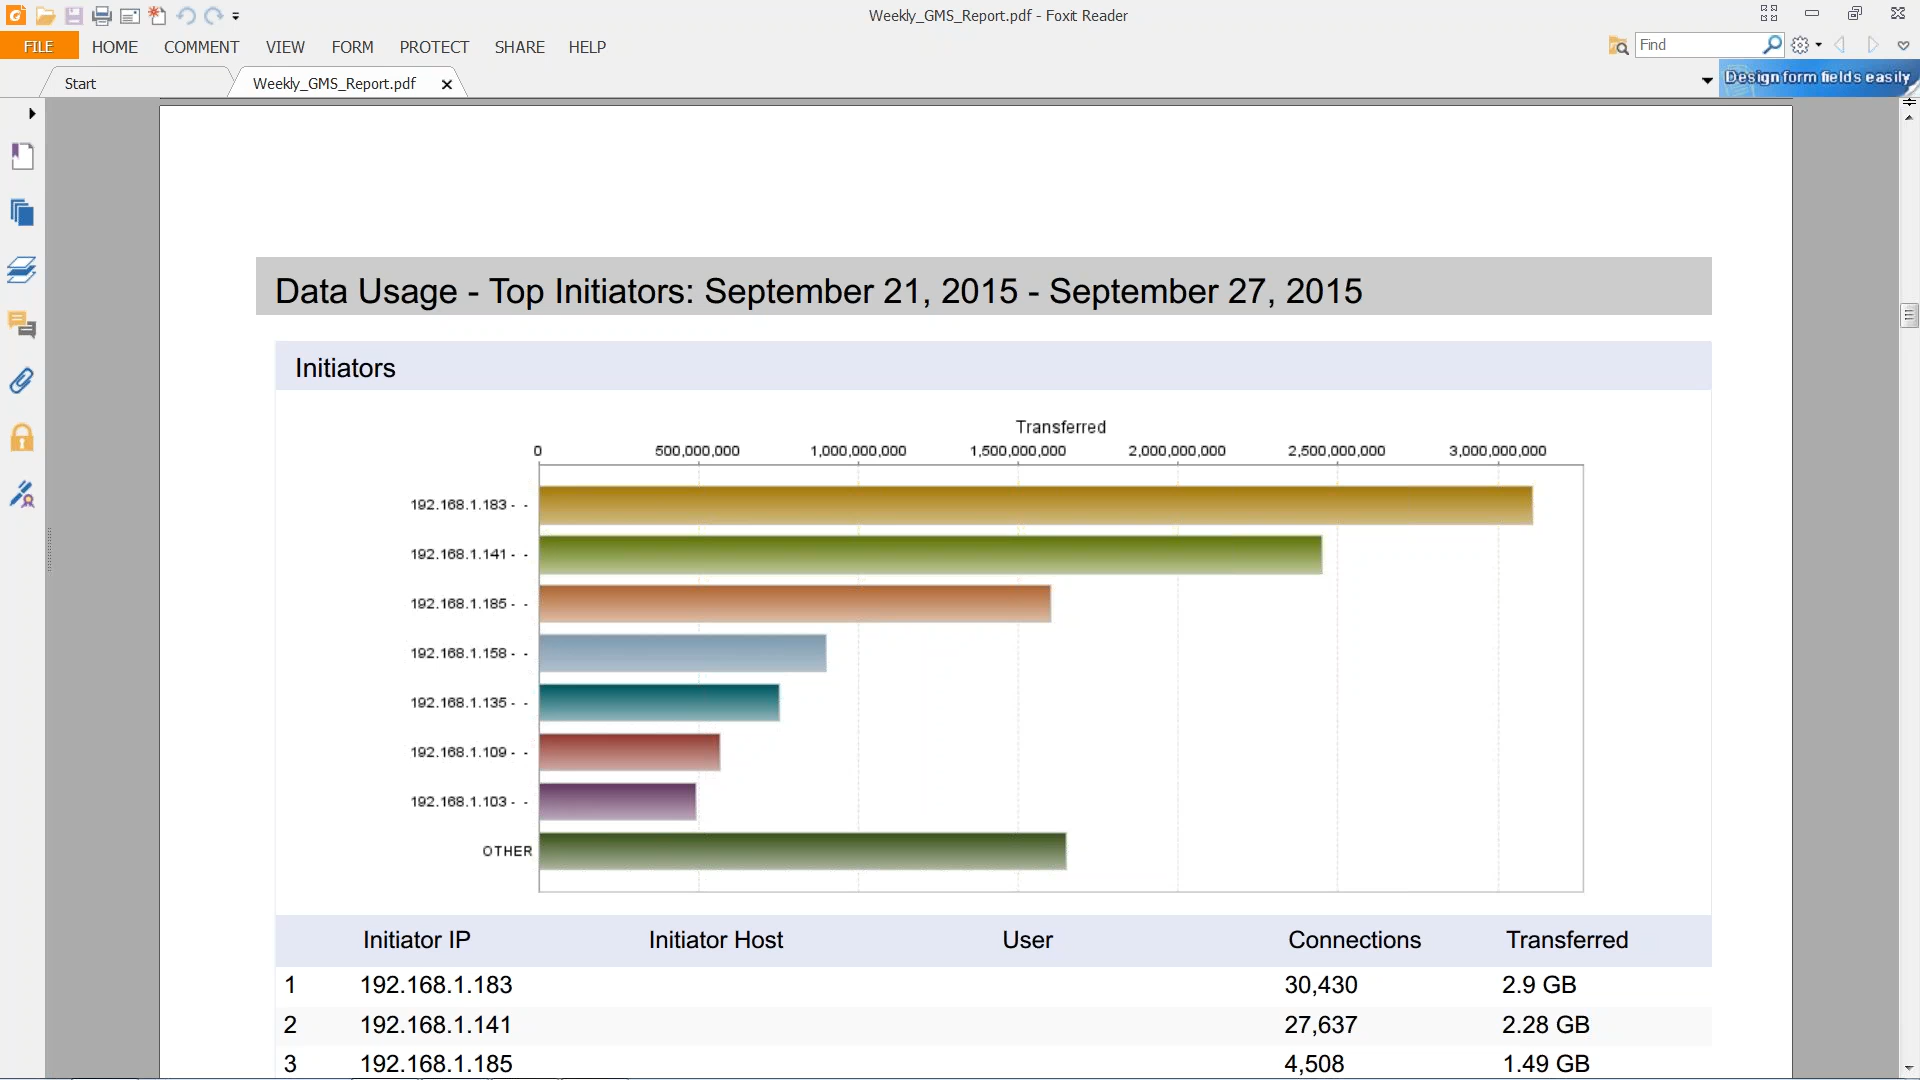 Weekly_GMS_Report.pdf - Foxit Reader
FILE HOME COMMENT VIEW FORM PROTECT SHARE HELP
Find
Start
Weekly_GMS_Report.pdf
Design form fields easily
Data Usage - Top Initiators: September 21, 2015 - September 27, 2015
Initiators
Transferred
0 500,000,000 1,000,000,000 1,500,000,000 2,000,000,000 2,500,000,000 3,000,000,000
192.168.1.183 - -
192.168.1.141 - -
192.168.1.185 - -
192.168.1.158 - -
192.168.1.135 - -
192.168.1.109 - -
192.168.1.103 - -
OTHER
Initiator IP Initiator Host User Connections Transferred
1 192.168.1.183 30,430 2.9 GB
2 192.168.1.141 27,637 2.28 GB
3 192.168.1.185 4,508 1.49 GB